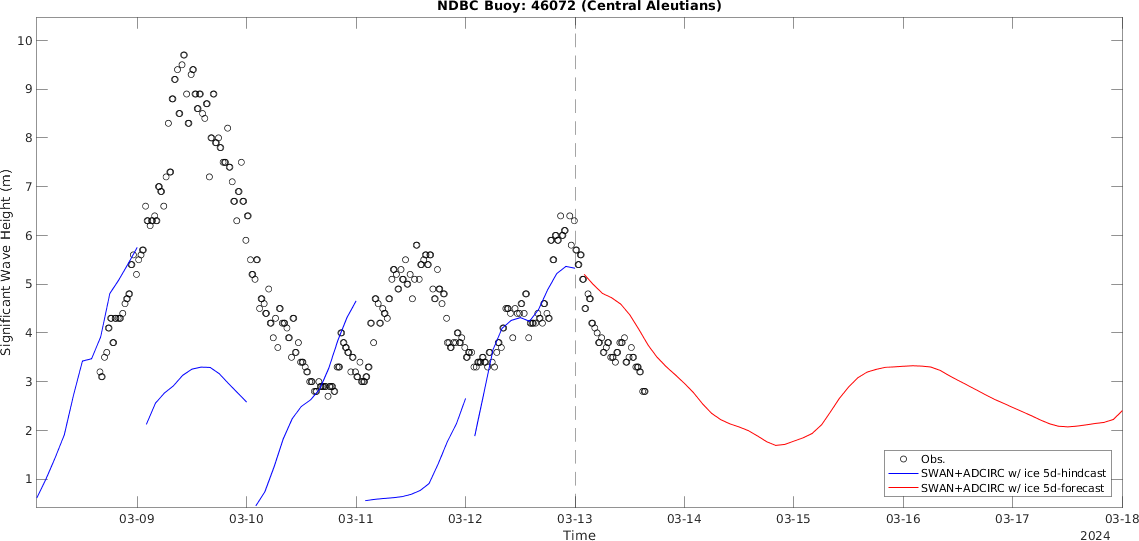 NDBC Buoy: 46072 (Central Aleutians)
Significant Wave Height (m)
10
9
8
7
6
5
4
3
2
1
Obs.
SWAN+ADCIRC w/ ice 5d-hindcast
SWAN+ADCIRC w/ ice 5d-forecast
03-09 03-10 03-11 03-12 03-13 03-14 03-15 03-16 03-17 03-18
Time
2024